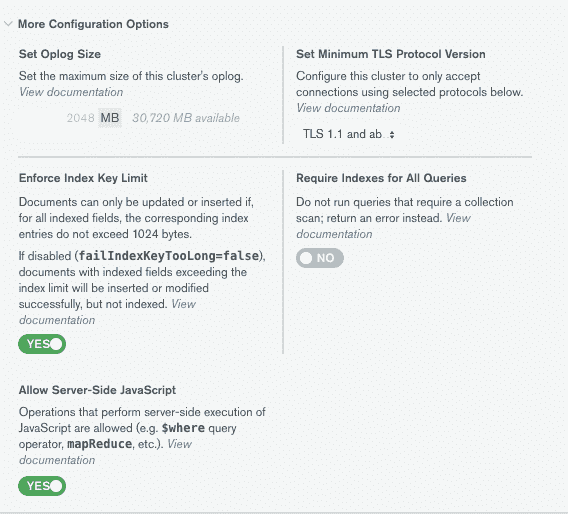 More Configuration Options
Set Oplog Size
Set the maximum size of this cluster's oplog.
View documentation
2048 MB 30,720 MB available
Set Minimum TLS Protocol Version
Configure this cluster to only accept
connections using selected protocols below.
View documentation
TLS 1.1 and ab
Enforce Index Key Limit
Documents can only be updated or inserted if,
for all indexed fields, the corresponding index
entries do not exceed 1024 bytes.
If disabled (failIndexKeyTooLong=false),
documents with indexed fields exceeding the
index limit will be inserted or modified
successfully, but not indexed. View
documentation
YES
Require Indexes for All Queries
Do not run queries that require a collection
scan; return an error instead. View
documentation
NO
Allow Server-Side JavaScript
Operations that perform server-side execution of
JavaScript are allowed (e.g. $where query
operator, mapReduce, etc.). View
documentation
YES